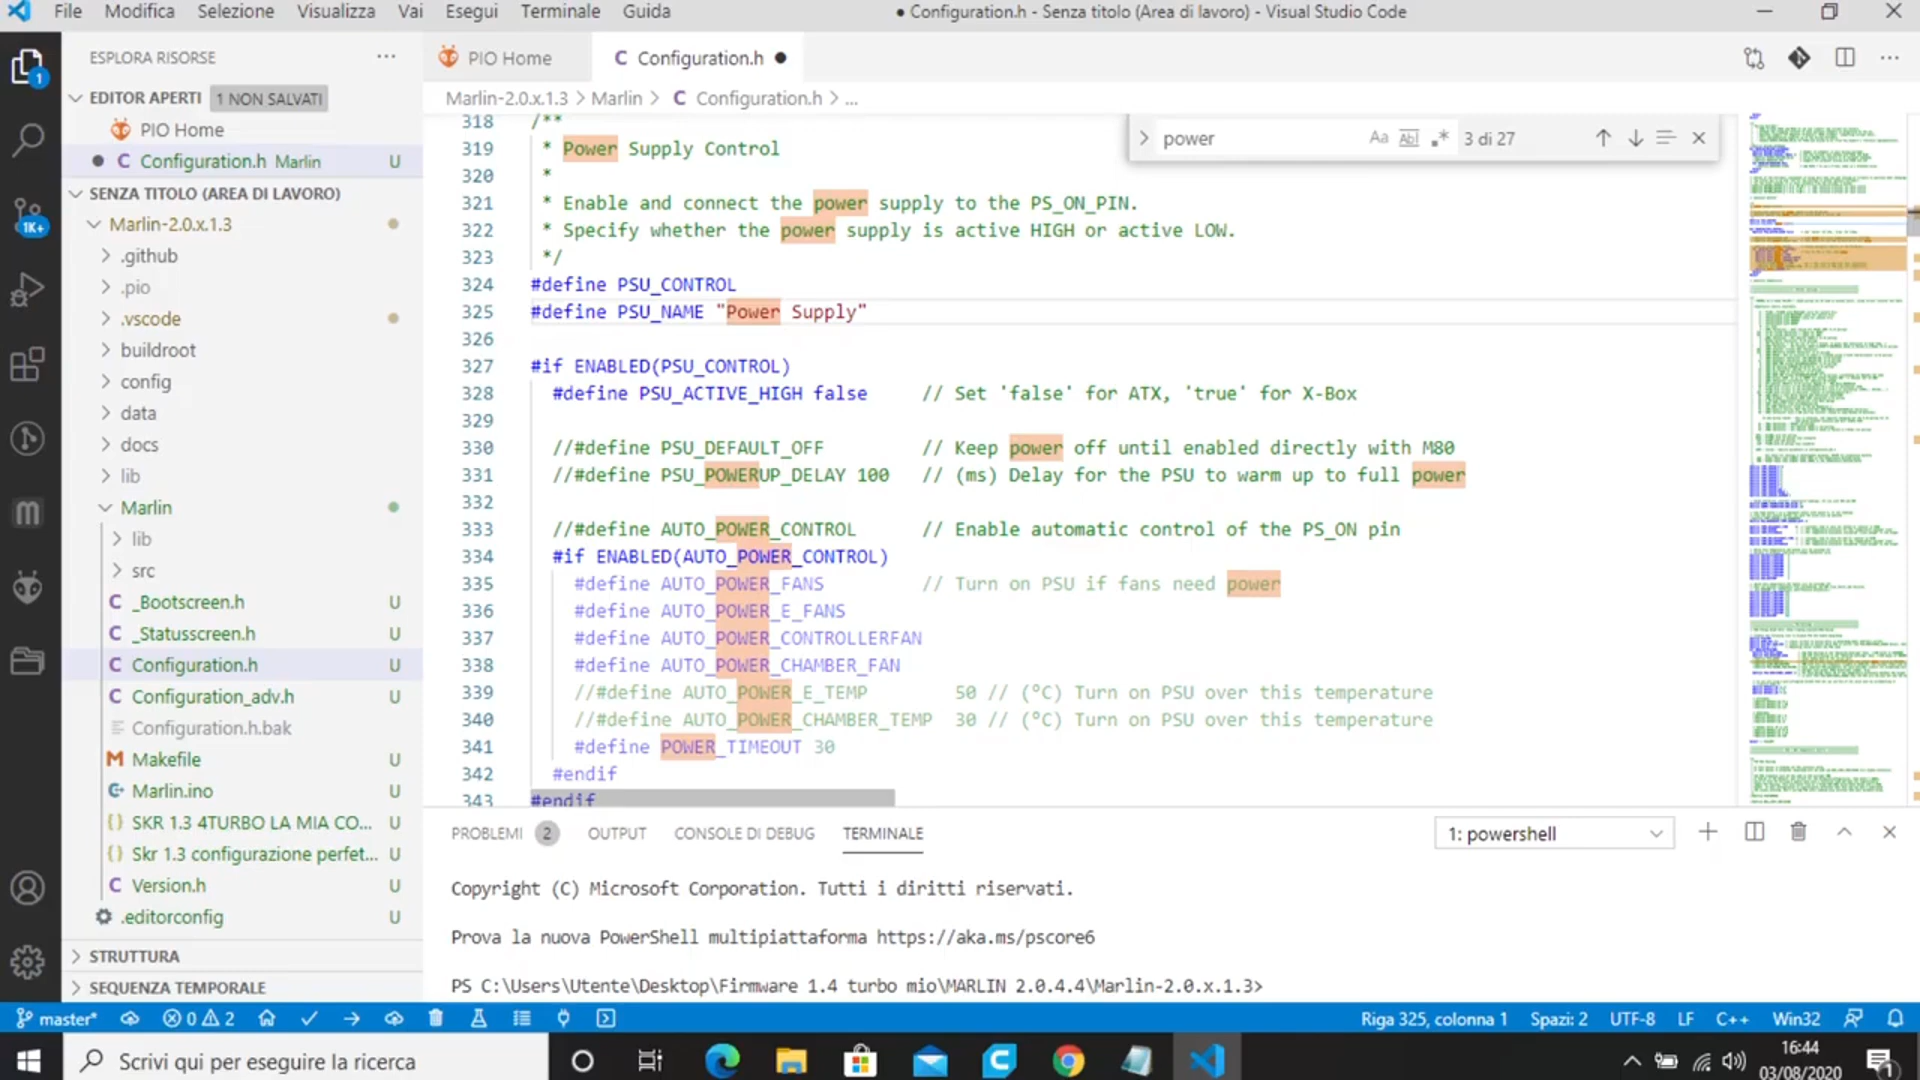 File Modifica Selezione Visualizza Vai Esegui Terminale Guida
● Configuration.h - Senza titolo (Area di lavoro) - Visual Studio Code
ESPLORA RISORSE
EDITOR APERTI 1 NON SALVATI
PIO Home
C Configuration.h Marlin U
SENZA TITOLO (AREA DI LAVORO)
Marlin-2.0.x.1.3
.github
.pio
.vscode
buildroot
config
data
docs
lib
Marlin
lib
src
C _Bootscreen.h U
C _Statusscreen.h U
C Configuration.h U
C Configuration_adv.h U
Configuration.h.bak
M Makefile U
Marlin.ino U
{} SKR 1.3 4TURBO LA MIA CO... U
{} Skr 1.3 configurazione perfet... U
C Version.h U
.editorconfig U
STRUTTURA
SEQUENZA TEMPORALE
1
1K+
PIO Home
C Configuration.h ●
Marlin-2.0.x.1.3 > Marlin > C Configuration.h > ...
power Aa Abl .* 3 di 27
318 /**
319 * Power Supply Control
320 *
321 * Enable and connect the power supply to the PS_ON_PIN.
322 * Specify whether the power supply is active HIGH or active LOW.
323 */
324 #define PSU_CONTROL
325 #define PSU_NAME "Power Supply"
326
327 #if ENABLED(PSU_CONTROL)
328 #define PSU_ACTIVE_HIGH false // Set 'false' for ATX, 'true' for X-Box
329
330 //#define PSU_DEFAULT_OFF // Keep power off until enabled directly with M80
331 //#define PSU_POWERUP_DELAY 100 // (ms) Delay for the PSU to warm up to full power
332
333 //#define AUTO_POWER_CONTROL // Enable automatic control of the PS_ON pin
334 #if ENABLED(AUTO_POWER_CONTROL)
335 #define AUTO_POWER_FANS // Turn on PSU if fans need power
336 #define AUTO_POWER_E_FANS
337 #define AUTO_POWER_CONTROLLERFAN
338 #define AUTO_POWER_CHAMBER_FAN
339 //#define AUTO_POWER_E_TEMP 50 // (°C) Turn on PSU over this temperature
340 //#define AUTO_POWER_CHAMBER_TEMP 30 // (°C) Turn on PSU over this temperature
341 #define POWER_TIMEOUT 30
342 #endif
343 #endif
PROBLEMI 2 OUTPUT CONSOLE DI DEBUG TERMINALE
1: powershell
Copyright (C) Microsoft Corporation. Tutti i diritti riservati.
Prova la nuova PowerShell multipiattaforma https://aka.ms/pscore6
PS C:\Users\Utente\Desktop\Firmware 1.4 turbo mio\MARLIN 2.0.4.4\Marlin-2.0.x.1.3>
master* 0 2
Riga 325, colonna 1 Spazi: 2 UTF-8 LF C++ Win32
Scrivi qui per eseguire la ricerca
16:44
03/08/2020
1